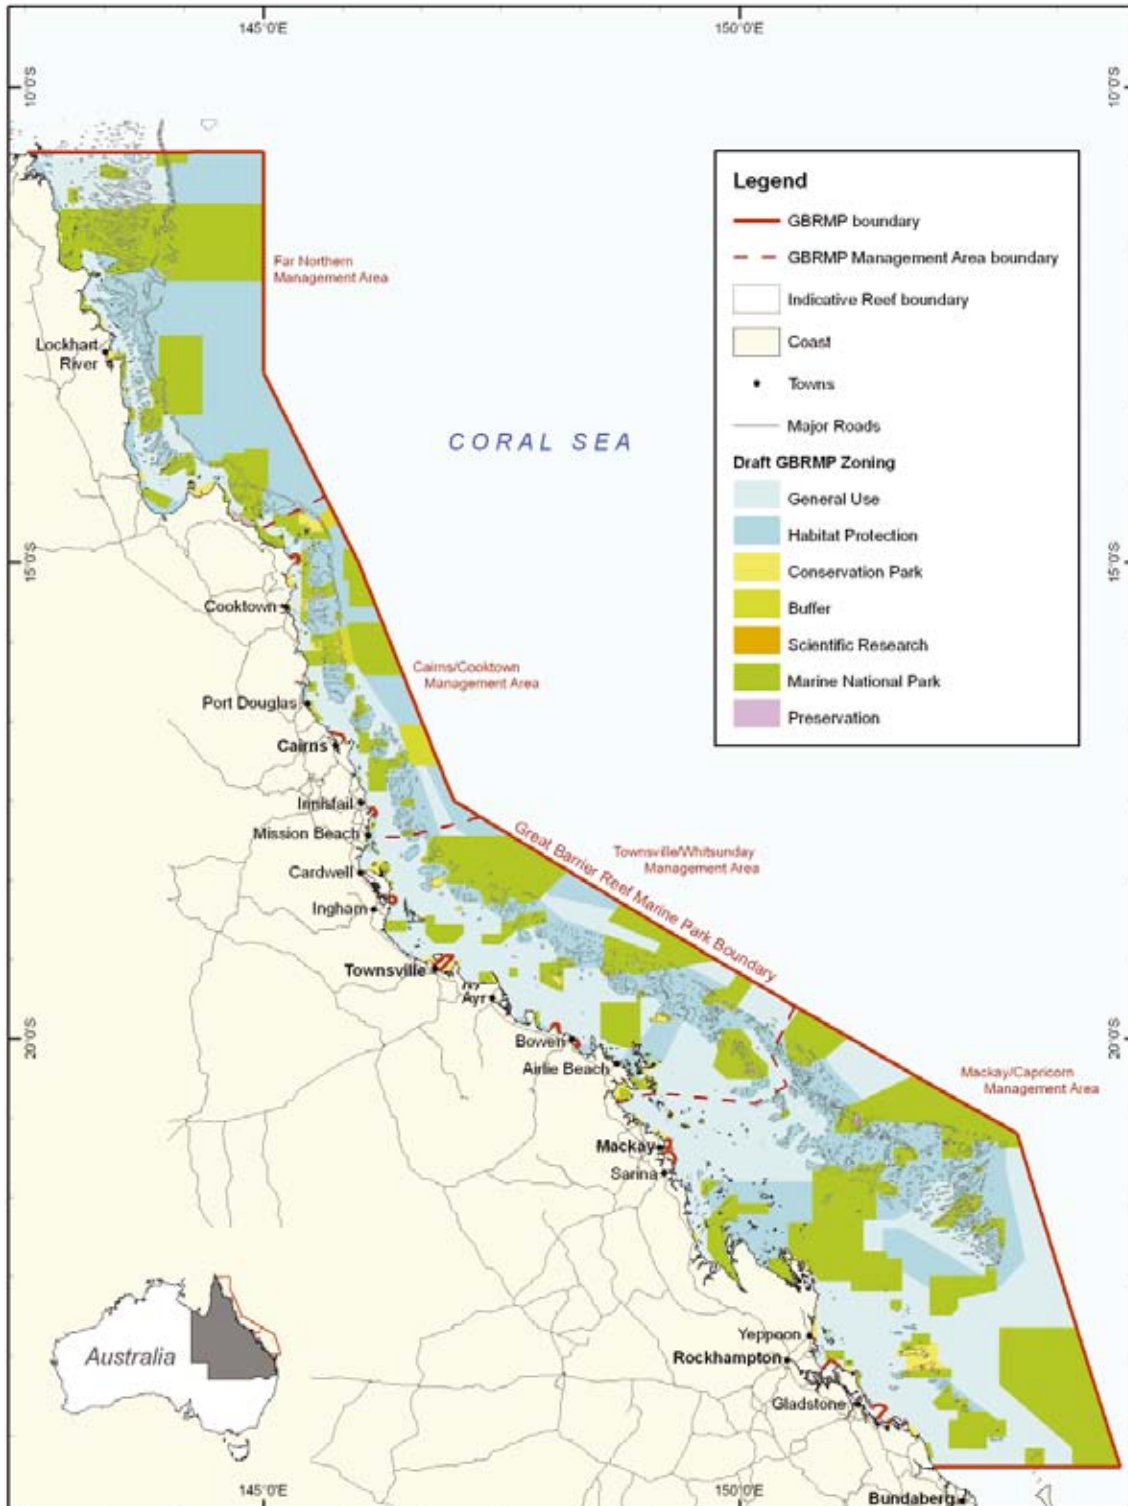 145°0'E 150°0'E
10°0'S 10°0'S
Legend
GBRMP boundary
GBRMP Management Area boundary
Indicative Reef boundary
Coast
Towns
Major Roads
Draft GBRMP Zoning
General Use
Habitat Protection
Conservation Park
Buffer
Scientific Research
Marine National Park
Preservation
Far Northern
Management Area
Lockhart
River
CORAL SEA
15°0'S 15°0'S
Cooktown
Cairns/Cooktown
Management Area
Port Douglas
Cairns
Innisfail
Mission Beach
Great Barrier Reef Marine Park Boundary
Townsville/Whitsunday
Management Area
Cardwell
Ingham
Townsville
Ayr
20°0'S 20°0'S
Bowen
Airlie Beach
Mackay/Capricorn
Management Area
Mackay
Sarina
Yeppoon
Australia
Rockhampton
Gladstone
145°0'E 150°0'E
Bundaberg